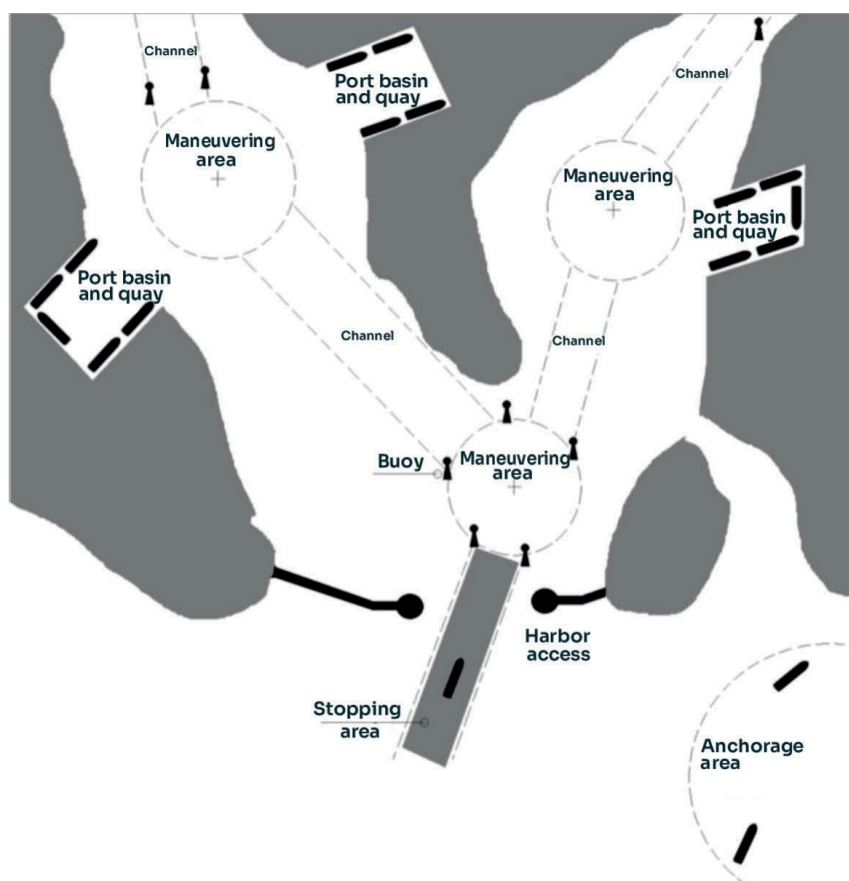 Channel
Port basin
and quay
Channel
Maneuvering
area
Maneuvering
area
Port basin
and quay
Port basin
and quay
Channel
Channel
Buoy
Maneuvering
area
Harbor
access
Stopping
area
Anchorage
area